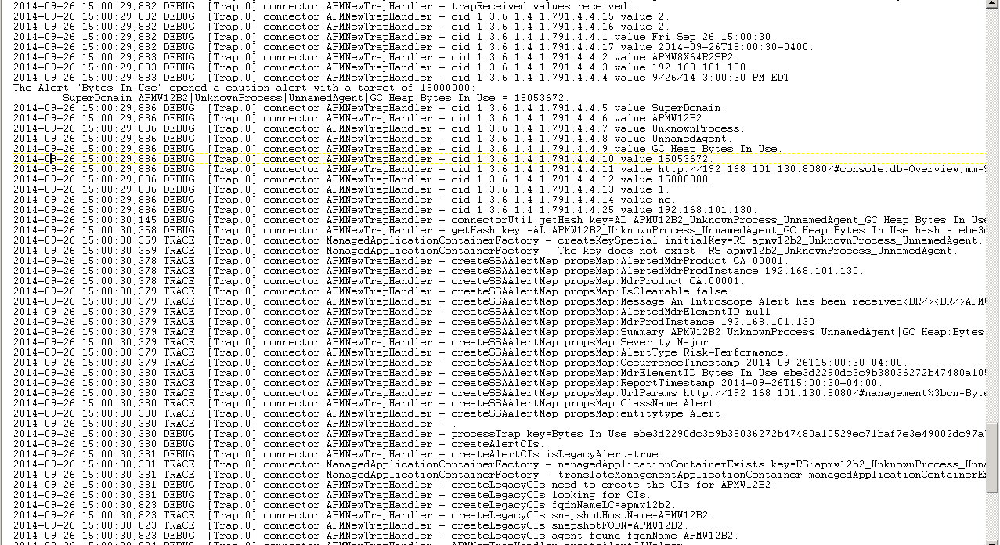 2014-09-26 15:00:29,882 DEBUG [Trap.0] connector.APMNewTrapHandler - trapReceived values received:.
2014-09-26 15:00:29,882 DEBUG [Trap.0] connector.APMNewTrapHandler - oid 1.3.6.1.4.1.791.4.4.15 value 2.
2014-09-26 15:00:29,882 DEBUG [Trap.0] connector.APMNewTrapHandler - oid 1.3.6.1.4.1.791.4.4.16 value 2.
2014-09-26 15:00:29,882 DEBUG [Trap.0] connector.APMNewTrapHandler - oid 1.3.6.1.4.1.791.4.4.1 value Fri Sep 26 15:00:30.
2014-09-26 15:00:29,882 DEBUG [Trap.0] connector.APMNewTrapHandler - oid 1.3.6.1.4.1.791.4.4.17 value 2014-09-26T15:00:30-0400.
2014-09-26 15:00:29,883 DEBUG [Trap.0] connector.APMNewTrapHandler - oid 1.3.6.1.4.1.791.4.4.2 value APMW8X64R2SP2.
2014-09-26 15:00:29,883 DEBUG [Trap.0] connector.APMNewTrapHandler - oid 1.3.6.1.4.1.791.4.4.3 value 192.168.101.130.
2014-09-26 15:00:29,883 DEBUG [Trap.0] connector.APMNewTrapHandler - oid 1.3.6.1.4.1.791.4.4.4 value 9/26/14 3:00:30 PM EDT
The Alert "Bytes In Use" opened a caution alert with a target of 15000000:
SuperDomain|APMW12B2|UnknownProcess|UnnamedAgent|GC Heap:Bytes In Use = 15053672.
2014-09-26 15:00:29,886 DEBUG [Trap.0] connector.APMNewTrapHandler - oid 1.3.6.1.4.1.791.4.4.5 value SuperDomain.
2014-09-26 15:00:29,886 DEBUG [Trap.0] connector.APMNewTrapHandler - oid 1.3.6.1.4.1.791.4.4.6 value APMW12B2.
2014-09-26 15:00:29,886 DEBUG [Trap.0] connector.APMNewTrapHandler - oid 1.3.6.1.4.1.791.4.4.7 value UnknownProcess.
2014-09-26 15:00:29,886 DEBUG [Trap.0] connector.APMNewTrapHandler - oid 1.3.6.1.4.1.791.4.4.8 value UnnamedAgent.
2014-09-26 15:00:29,886 DEBUG [Trap.0] connector.APMNewTrapHandler - oid 1.3.6.1.4.1.791.4.4.9 value GC Heap:Bytes In Use.
2014-09-26 15:00:29,886 DEBUG [Trap.0] connector.APMNewTrapHandler - oid 1.3.6.1.4.1.791.4.4.10 value 15053672.
2014-09-26 15:00:29,886 DEBUG [Trap.0] connector.APMNewTrapHandler - oid 1.3.6.1.4.1.791.4.4.11 value http://192.168.101.130:8080/#console;db=Overview;mm=
2014-09-26 15:00:29,886 DEBUG [Trap.0] connector.APMNewTrapHandler - oid 1.3.6.1.4.1.791.4.4.12 value 15000000.
2014-09-26 15:00:29,886 DEBUG [Trap.0] connector.APMNewTrapHandler - oid 1.3.6.1.4.1.791.4.4.13 value 1.
2014-09-26 15:00:29,886 DEBUG [Trap.0] connector.APMNewTrapHandler - oid 1.3.6.1.4.1.791.4.4.14 value no.
2014-09-26 15:00:29,886 DEBUG [Trap.0] connector.APMNewTrapHandler - oid 1.3.6.1.4.1.791.4.4.25 value 192.168.101.130.
2014-09-26 15:00:30,145 DEBUG [Trap.0] connector.APMNewTrapHandler - connectorUtil.getHash key=AL:APMW12B2_UnknownProcess_UnnamedAgent_GC Heap:Bytes In Use
2014-09-26 15:00:30,358 DEBUG [Trap.0] connector.APMNewTrapHandler - getHash key =AL:APMW12B2_UnknownProcess_UnnamedAgent_GC Heap:Bytes In Use hash = ebe3
2014-09-26 15:00:30,359 TRACE [Trap.0] connector.ManagedApplicationContainerFactory - createKeySpecial initialKey=RS:apmw12b2_UnknownProcess_UnnamedAgent.
2014-09-26 15:00:30,359 TRACE [Trap.0] connector.ManagedApplicationContainerFactory - The key does not exist: RS:apmw12b2_UnknownProcess_UnnamedAgent.
2014-09-26 15:00:30,378 TRACE [Trap.0] connector.APMNewTrapHandler - createSSAAlertMap propsMap:AlertedMdrProduct CA:00001.
2014-09-26 15:00:30,378 TRACE [Trap.0] connector.APMNewTrapHandler - createSSAAlertMap propsMap:AlertedMdrProdInstance 192.168.101.130.
2014-09-26 15:00:30,378 TRACE [Trap.0] connector.APMNewTrapHandler - createSSAAlertMap propsMap:MdrProduct CA:00001.
2014-09-26 15:00:30,379 TRACE [Trap.0] connector.APMNewTrapHandler - createSSAAlertMap propsMap:IsClearable false.
2014-09-26 15:00:30,379 TRACE [Trap.0] connector.APMNewTrapHandler - createSSAAlertMap propsMap:Message An Introscope Alert has been received<BR/><BR/>APM
2014-09-26 15:00:30,379 TRACE [Trap.0] connector.APMNewTrapHandler - createSSAAlertMap propsMap:AlertedMdrElementID null.
2014-09-26 15:00:30,379 TRACE [Trap.0] connector.APMNewTrapHandler - createSSAAlertMap propsMap:MdrProdInstance 192.168.101.130.
2014-09-26 15:00:30,379 TRACE [Trap.0] connector.APMNewTrapHandler - createSSAAlertMap propsMap:Summary APMW12B2|UnknownProcess|UnnamedAgent|GC Heap:Bytes
2014-09-26 15:00:30,379 TRACE [Trap.0] connector.APMNewTrapHandler - createSSAAlertMap propsMap:Severity Major.
2014-09-26 15:00:30,379 TRACE [Trap.0] connector.APMNewTrapHandler - createSSAAlertMap propsMap:AlertType Risk-Performance.
2014-09-26 15:00:30,379 TRACE [Trap.0] connector.APMNewTrapHandler - createSSAAlertMap propsMap:OccurrenceTimestamp 2014-09-26T15:00:30-04:00.
2014-09-26 15:00:30,380 TRACE [Trap.0] connector.APMNewTrapHandler - createSSAAlertMap propsMap:MdrElementID Bytes In Use ebe3d2290dc3c9b38036272b47480a105
2014-09-26 15:00:30,380 TRACE [Trap.0] connector.APMNewTrapHandler - createSSAAlertMap propsMap:ReportTimestamp 2014-09-26T15:00:30-04:00.
2014-09-26 15:00:30,380 TRACE [Trap.0] connector.APMNewTrapHandler - createSSAAlertMap propsMap:UrlParams http://192.168.101.130:8080/#management%3bcn=Byte
2014-09-26 15:00:30,380 TRACE [Trap.0] connector.APMNewTrapHandler - createSSAAlertMap propsMap:ClassName Alert.
2014-09-26 15:00:30,380 TRACE [Trap.0] connector.APMNewTrapHandler - createSSAAlertMap propsMap:entitytype Alert.
2014-09-26 15:00:30,380 TRACE [Trap.0] connector.APMNewTrapHandler - .
2014-09-26 15:00:30,380 DEBUG [Trap.0] connector.APMNewTrapHandler - processTrap key=Bytes In Use ebe3d2290dc3c9b38036272b47480a10529ec71baf7e3e49002dc97a
2014-09-26 15:00:30,380 DEBUG [Trap.0] connector.APMNewTrapHandler - createAlertCIs.
2014-09-26 15:00:30,381 DEBUG [Trap.0] connector.APMNewTrapHandler - createAlertCIs isLegacyAlert=true.
2014-09-26 15:00:30,381 TRACE [Trap.0] connector.ManagedApplicationContainerFactory - managedApplicationContainerExists key=RS:apmw12b2_UnknownProcess_Unna
2014-09-26 15:00:30,381 TRACE [Trap.0] connector.ManagedApplicationContainerFactory - translateManagementApplicationContainer managedApplicationContainerEx
2014-09-26 15:00:30,381 DEBUG [Trap.0] connector.APMNewTrapHandler - createLegacyCIs need to create the CIs for APMW12B2.
2014-09-26 15:00:30,381 DEBUG [Trap.0] connector.APMNewTrapHandler - createLegacyCIs looking for CIs.
2014-09-26 15:00:30,823 DEBUG [Trap.0] connector.APMNewTrapHandler - createLegacyCIs fqdnNameLC=apmw12b2.
2014-09-26 15:00:30,823 TRACE [Trap.0] connector.APMNewTrapHandler - createLegacyCIs snapshotHostName=APMW12B2.
2014-09-26 15:00:30,823 TRACE [Trap.0] connector.APMNewTrapHandler - createLegacyCIs snapshotFQDN=APMW12B2.
2014-09-26 15:00:30,823 DEBUG [Trap.0] connector.APMNewTrapHandler - createLegacyCIs agent found fqdnName APMW12B2.